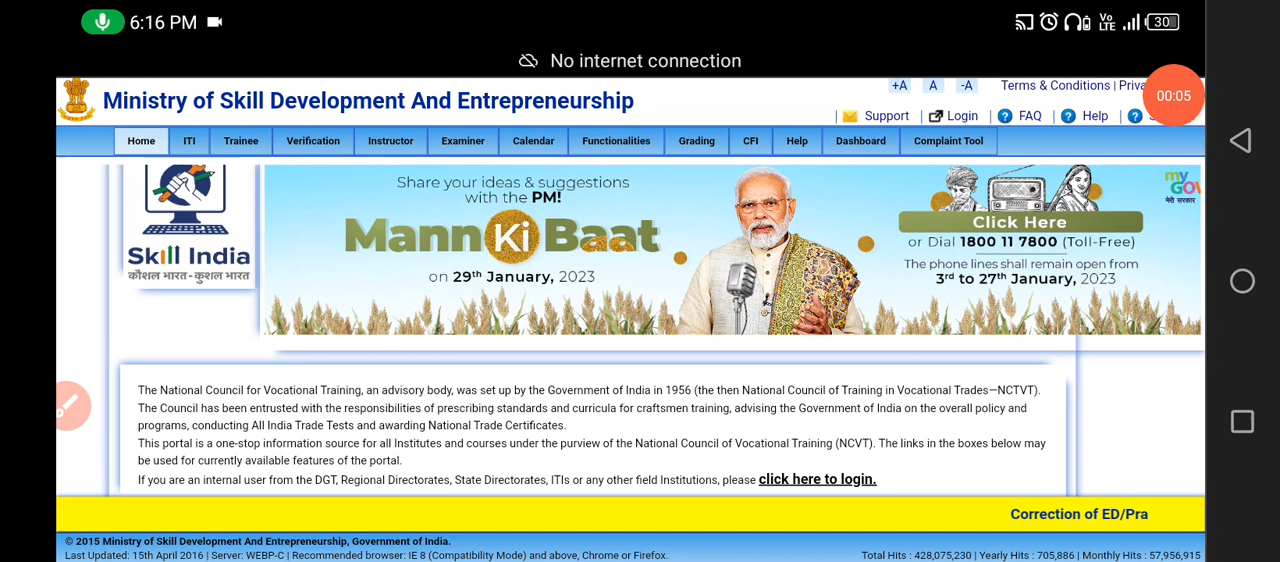 6:16 PM
Vo LTE 30
No internet connection
00:05
+A A -A Terms & Conditions |
Ministry of Skill Development And Entrepreneurship
| Support | Login | FAQ | Help |
Home ITI Trainee Verification Instructor Examiner Calendar Functionalities Grading CFI Help Dashboard Complaint Tool
Skill India
कौशल भारत-कुशल भारत
Share your ideas & suggestions
with the PM!
Mann Ki Baat
on 29th January, 2023
my
GOV
मेरी सरकार
Click Here
or Dial 1800 11 7800 (Toll-Free)
The phone lines shall remain open from
3rd to 27th January, 2023
The National Council for Vocational Training, an advisory body, was set up by the Government of India in 1956 (the then National Council of Training in Vocational Trades—NCTVT).
The Council has been entrusted with the responsibilities of prescribing standards and curricula for craftsmen training, advising the Government of India on the overall policy and
programs, conducting All India Trade Tests and awarding National Trade Certificates.
This portal is a one-stop information source for all Institutes and courses under the purview of the National Council of Vocational Training (NCVT). The links in the boxes below may
be used for currently available features of the portal.
If you are an internal user from the DGT, Regional Directorates, State Directorates, ITIs or any other field Institutions, please click here to login.
Correction of ED/Pra
© 2015 Ministry of Skill Development And Entrepreneurship, Government of India.
Last Updated: 15th April 2016 | Server: WEBP-C | Recommended browser: IE 8 (Compatibility Mode) and above, Chrome or Firefox.
Total Hits : 428,075,230 | Yearly Hits : 705,886 | Monthly Hits : 57,956,915